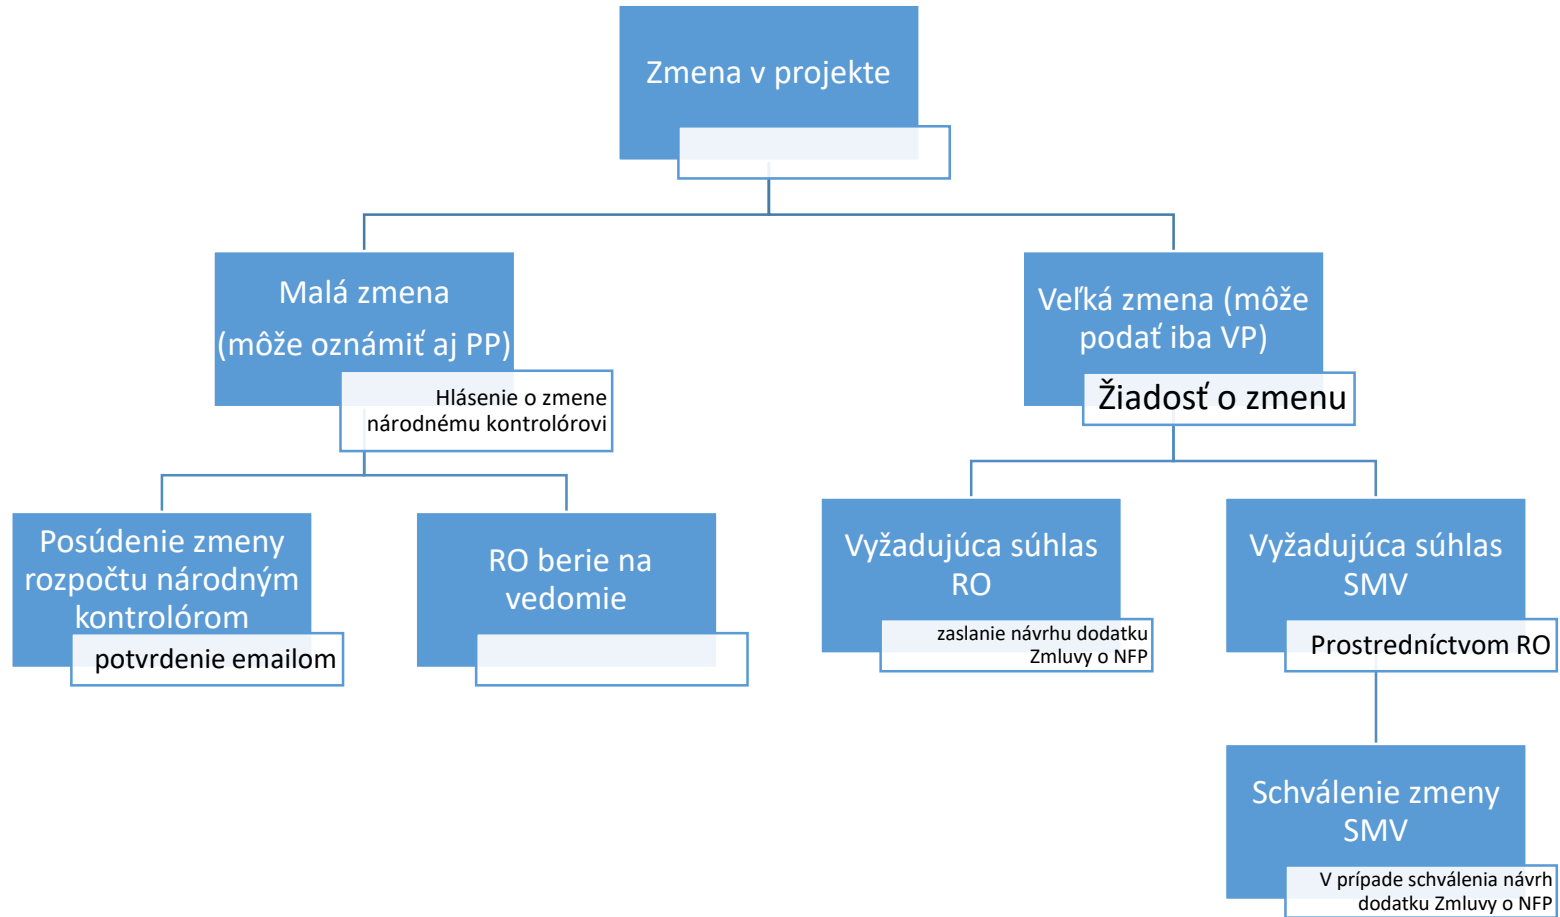 Zmena v projekte
Malá zmena
(môže oznámiť aj PP)
Hlásenie o zmene
národnému kontrolórovi
Veľká zmena (môže
podať iba VP)
Žiadosť o zmenu
Posúdenie zmeny
rozpočtu národným
kontrolórom
potvrdenie emailom
RO berie na
vedomie
Vyžadujúca súhlas
RO
zaslanie návrhu dodatku
Zmluvy o NFP
Vyžadujúca súhlas
SMV
Prostredníctvom RO
Schválenie zmeny
SMV
V prípade schválenia návrh
dodatku Zmluvy o NFP